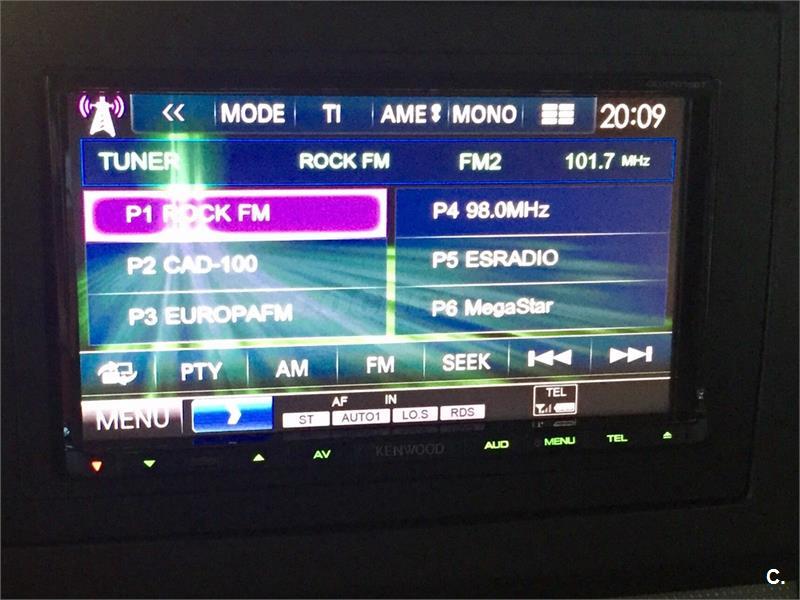 << MODE TI AME MONO 20:09
TUNER ROCK FM FM2 101.7 MHz
P1 ROCK FM
P4 98.0MHz
P2 CAD-100
P5 ESRADIO
P3 EUROPAFM
P6 MegaStar
PTY AM FM SEEK
AF IN
TEL
MENU ST AUTO1 LO.S RDS
AV KENWOOD AUD MENU TEL
C.